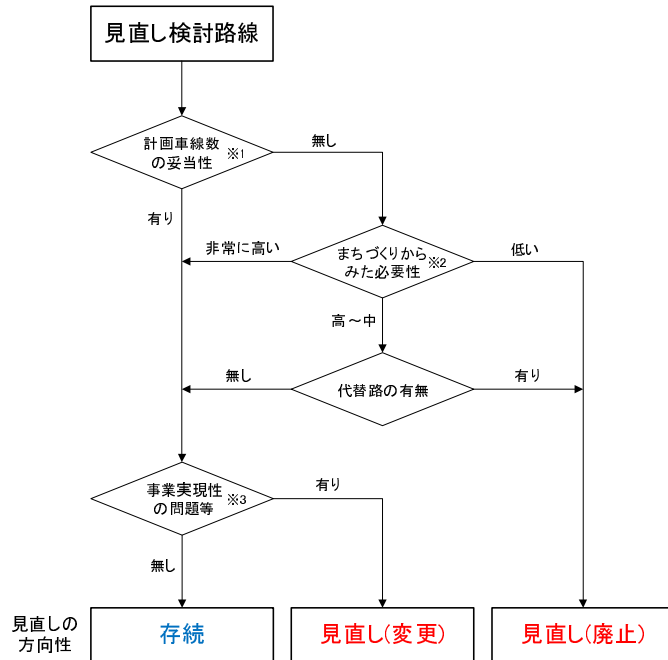 見直し検討路線
計画車線数
の妥当性 ※1
無し
有り
非常に高い
まちづくりから
みた必要性 ※2
低い
高～中
無し
代替路の有無
有り
事業実現性
の問題等 ※3
有り
無し
見直しの
方向性
存続
見直し(変更)
見直し(廃止)